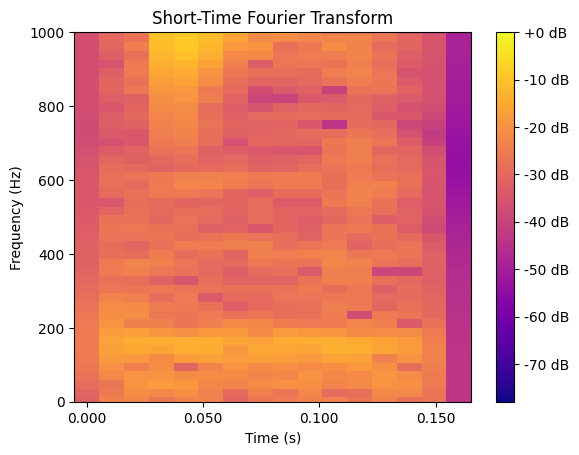 Short-Time Fourier Transform
1000
800
600
400
200
0
Frequency (Hz)
0.000
0.050
0.100
0.150
Time (s)
+0 dB
-10 dB
-20 dB
-30 dB
-40 dB
-50 dB
-60 dB
-70 dB